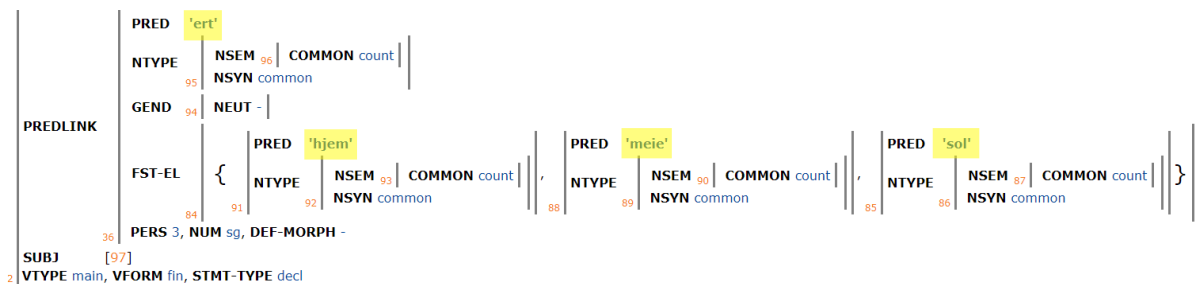 PRED 'ert'
NTYPE NSEM 96 COMMON count
95 NSYN common
GEND 94 NEUT -
PREDLINK
PRED 'hjem' PRED 'meie' PRED 'sol'
FST-EL { NTYPE NSEM 93 COMMON count , NTYPE NSEM 90 COMMON count , NTYPE NSEM 87 COMMON count }
84 91 92 NSYN common 88 89 NSYN common 85 86 NSYN common
36 PERS 3, NUM sg, DEF-MORPH -
SUBJ [97]
2 VTYPE main, VFORM fin, STMT-TYPE decl